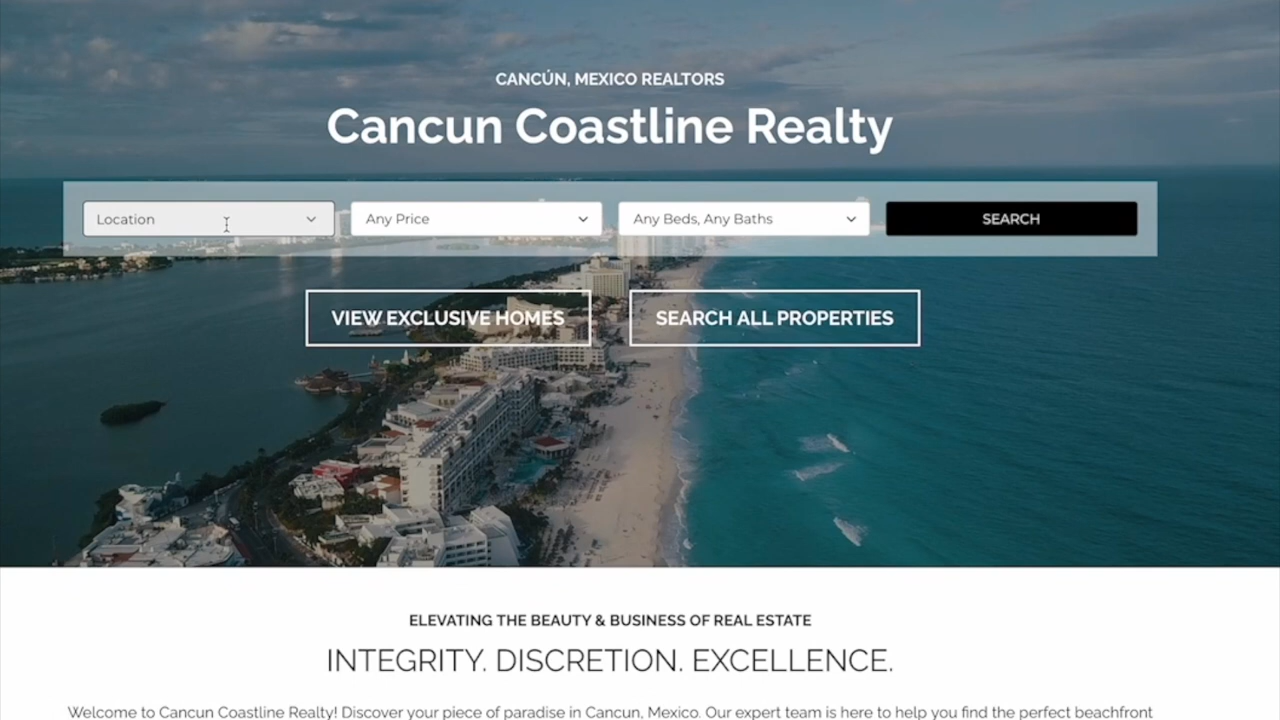 CANCÚN, MEXICO REALTORS
Cancun Coastline Realty
Location
Any Price
Any Beds, Any Baths
SEARCH
VIEW EXCLUSIVE HOMES
SEARCH ALL PROPERTIES
ELEVATING THE BEAUTY & BUSINESS OF REAL ESTATE
INTEGRITY. DISCRETION. EXCELLENCE.
Welcome to Cancun Coastline Realty! Discover your piece of paradise in Cancun, Mexico. Our expert team is here to help you find the perfect beachfront